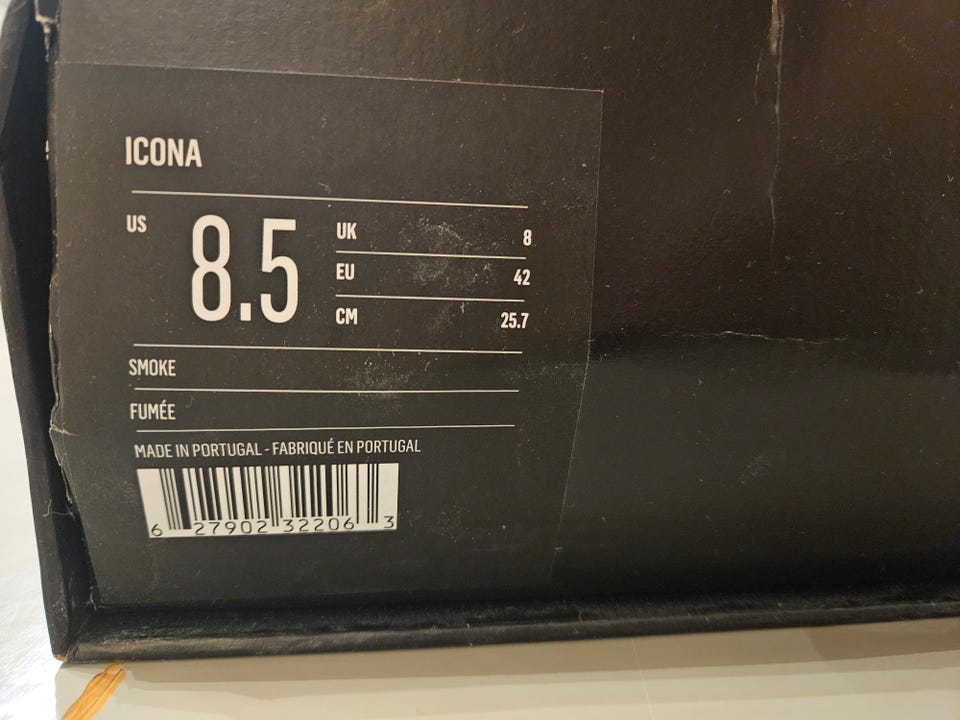 ICONA
US 8.5
UK 8
EU 42
CM 25.7
SMOKE
FUMÉE
MADE IN PORTUGAL - FABRIQUÉ EN PORTUGAL
6 27902 32206 3